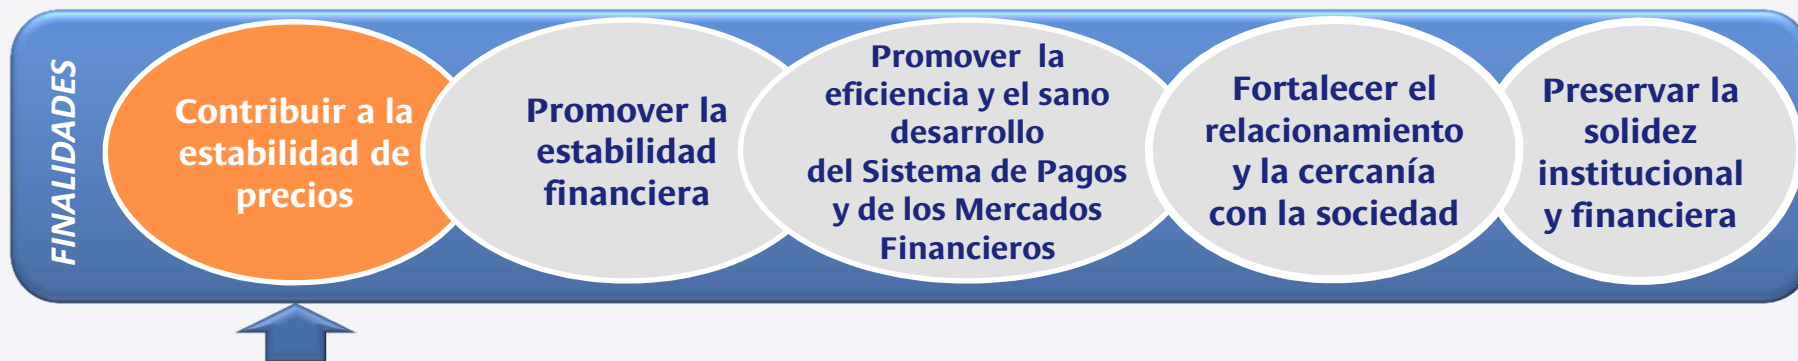 FINALIDADES
Contribuir a la
estabilidad de
precios
Promover la
estabilidad
financiera
Promover la
eficiencia y el sano
desarrollo
del Sistema de Pagos
y de los Mercados
Financieros
Fortalecer el
relacionamiento
y la cercanía
con la sociedad
Preservar la
solidez
institucional
y financiera